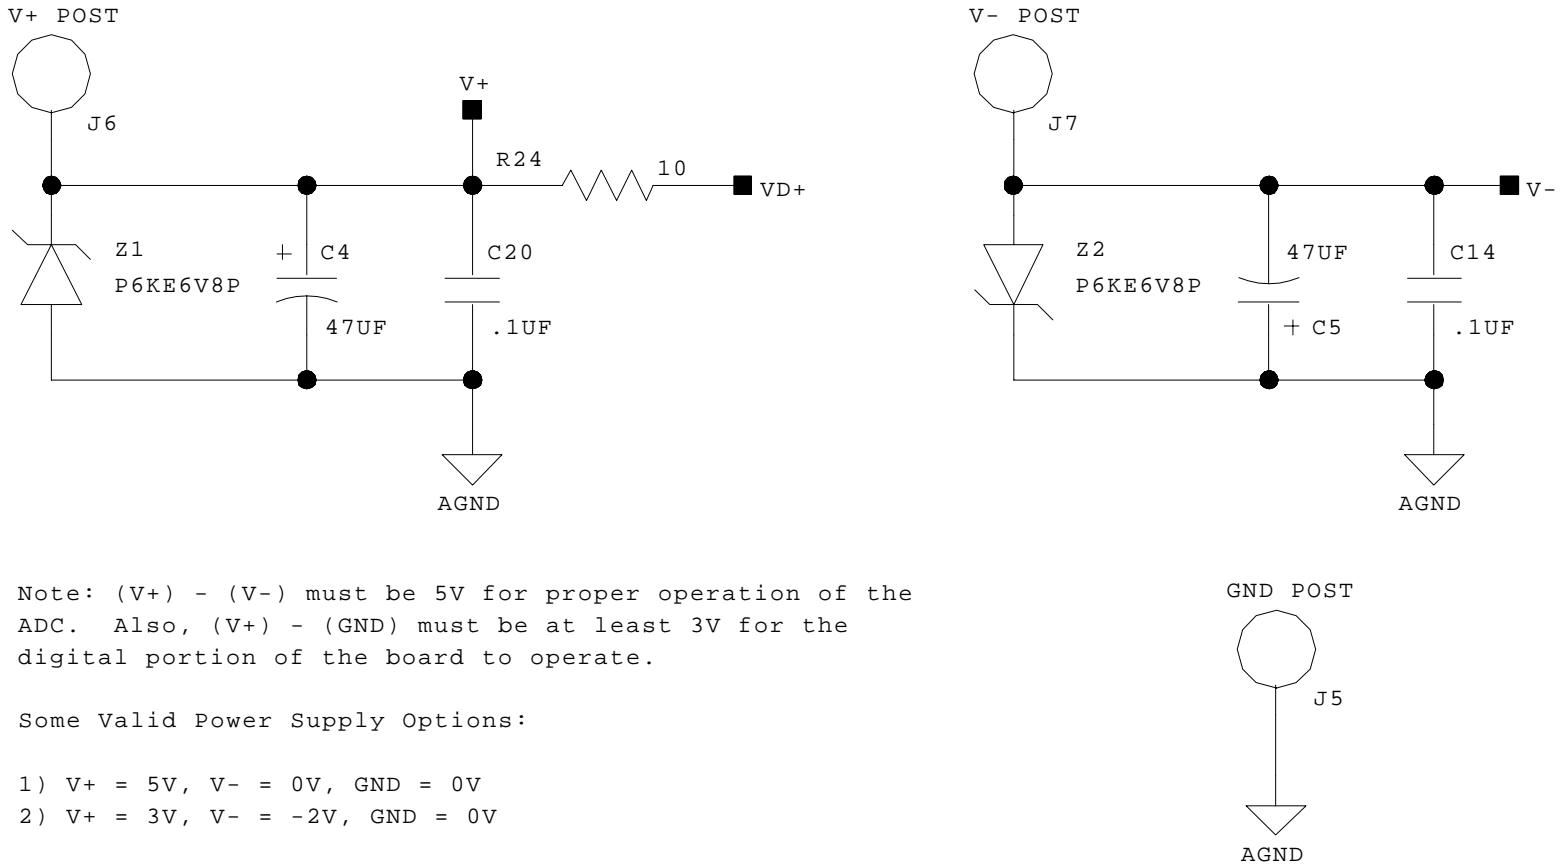 V+ POST
J6
V+
R24
10
VD+
Z1
P6KE6V8P
+ C4
47UF
C20
.1UF
AGND
V- POST
J7
V-
Z2
P6KE6V8P
47UF
+ C5
C14
.1UF
AGND
Note: (V+) - (V-) must be 5V for proper operation of the
ADC.  Also, (V+) - (GND) must be at least 3V for the
digital portion of the board to operate.
Some Valid Power Supply Options:
1) V+ = 5V, V- = 0V, GND = 0V
2) V+ = 3V, V- = -2V, GND = 0V
GND POST
J5
AGND